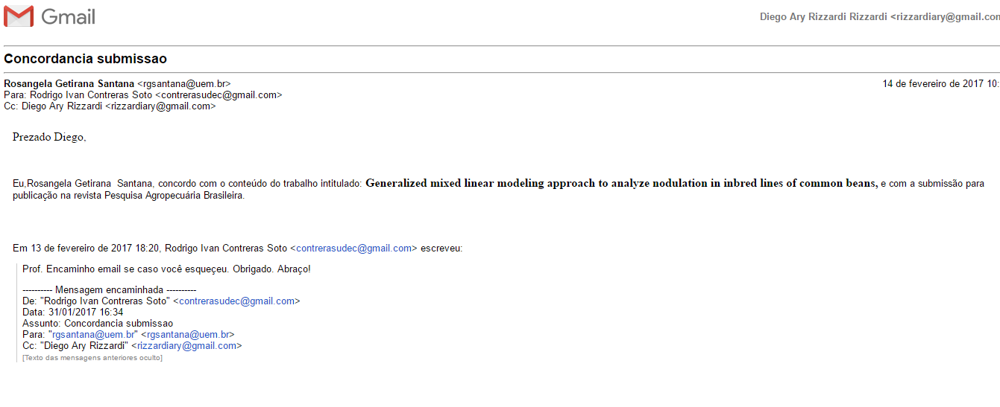 Gmail
Diego Ary Rizzardi Rizzardi <rizzardiary@gmail.com
Concordancia submissao
Rosangela Getirana Santana <rgsantana@uem.br>
14 de fevereiro de 2017 10:
Para: Rodrigo Ivan Contreras Soto <contrerasudec@gmail.com>
Cc: Diego Ary Rizzardi <rizzardiary@gmail.com>
Prezado Diego,
Eu,Rosangela Getirana  Santana, concordo com o conteúdo do trabalho intitulado: Generalized mixed linear modeling approach to analyze nodulation in inbred lines of common beans, e com a submissão para
publicação na revista Pesquisa Agropecuária Brasileira.
Em 13 de fevereiro de 2017 18:20, Rodrigo Ivan Contreras Soto <contrerasudec@gmail.com> escreveu:
Prof. Encaminho email se caso você esqueçeu. Obrigado. Abraço!
---------- Mensagem encaminhada ----------
De: "Rodrigo Ivan Contreras Soto" <contrerasudec@gmail.com>
Data: 31/01/2017 16:34
Assunto: Concordancia submissao
Para: "rgsantana@uem.br" <rgsantana@uem.br>
Cc: "Diego Ary Rizzardi" <rizzardiary@gmail.com>
[Texto das mensagens anteriores oculto]